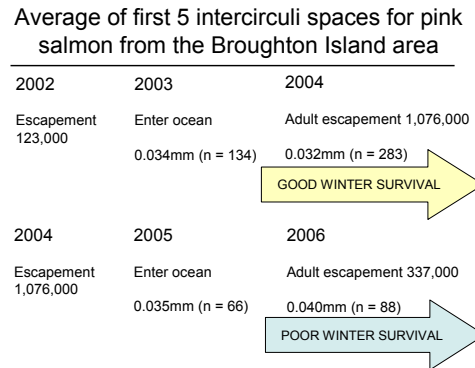 Average of first 5 intercirculi spaces for pink
salmon from the Broughton Island area
2002 2003 2004
Escapement 123,000 Enter ocean Adult escapement 1,076,000
0.034mm (n = 134) 0.032mm (n = 283)
GOOD WINTER SURVIVAL
2004 2005 2006
Escapement 1,076,000 Enter ocean Adult escapement 337,000
0.035mm (n = 66) 0.040mm (n = 88)
POOR WINTER SURVIVAL